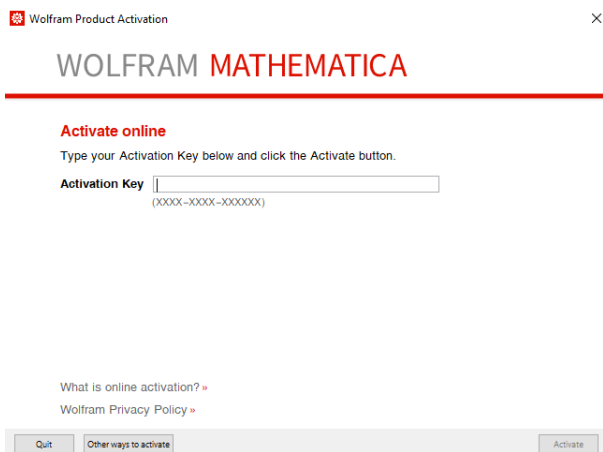 Wolfram Product Activation
WOLFRAM MATHEMATICA
Activate online
Type your Activation Key below and click the Activate button.
Activation Key
(XXXX-XXXX-XXXXXX)
What is online activation? »
Wolfram Privacy Policy »
Quit Other ways to activate Activate